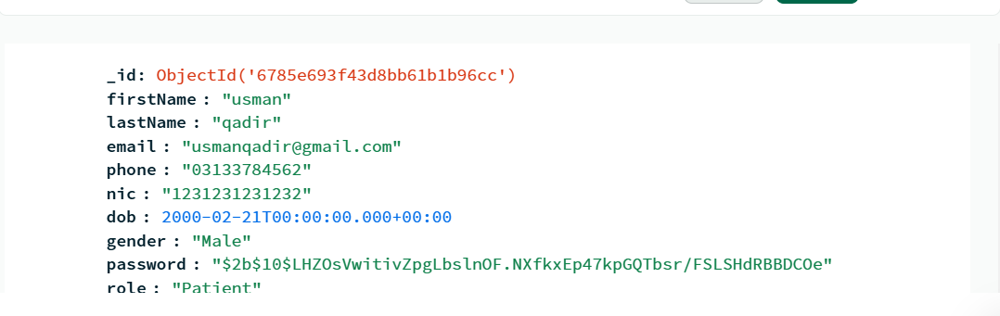 _id: ObjectId('6785e693f43d8bb61b1b96cc')
firstName : "usman"
lastName : "qadir"
email : "usmanqadir@gmail.com"
phone : "03133784562"
nic : "1231231231232"
dob : 2000-02-21T00:00:00.000+00:00
gender : "Male"
password : "$2b$10$LHZOsVwitivZpgLbslnOF.NXfkxEp47kpGQTbsr/FSLSHdRBBDCOe"
role : "Patient"